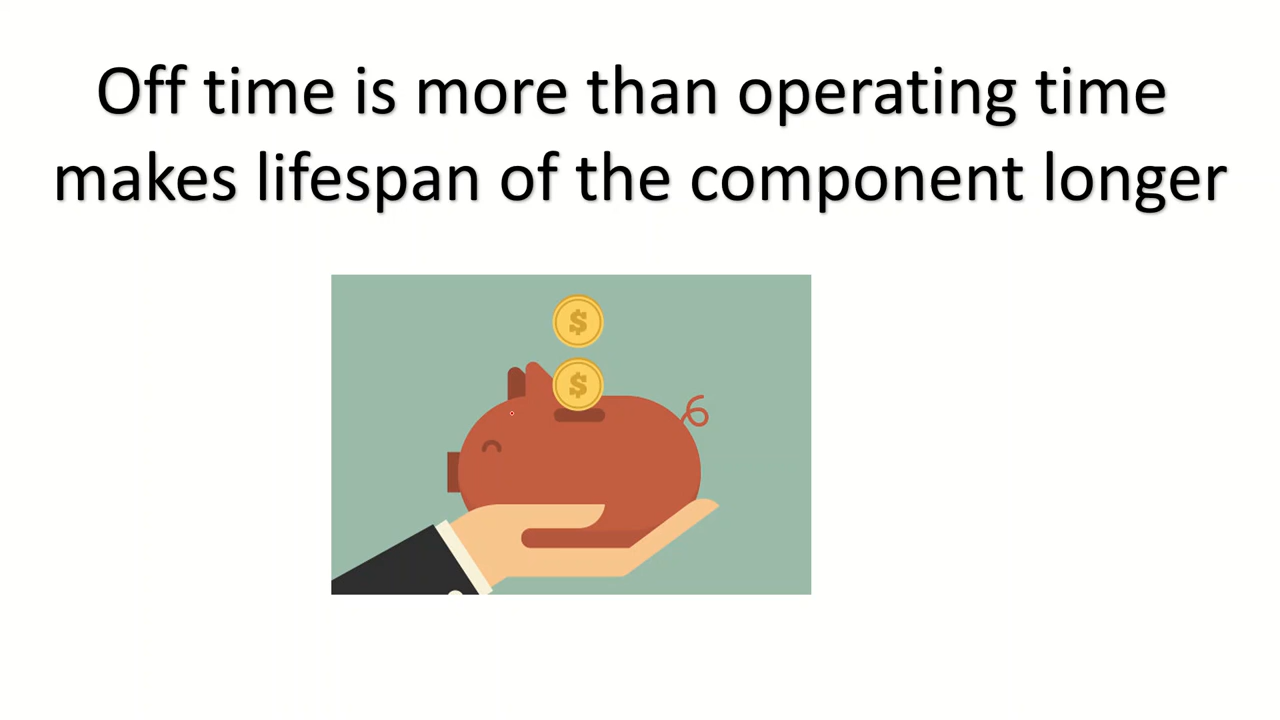 Off time is more than operating time
makes lifespan of the component longer
$
$